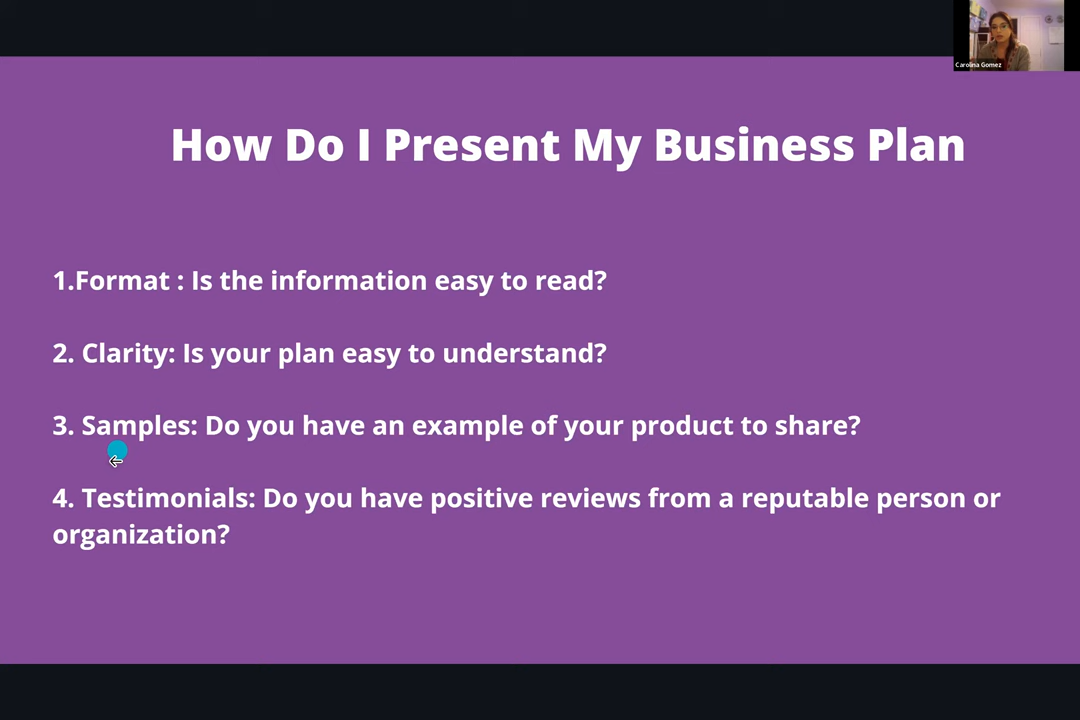 Carolina Gomez
How Do I Present My Business Plan
1.Format : Is the information easy to read?
2. Clarity: Is your plan easy to understand?
3. Samples: Do you have an example of your product to share?
4. Testimonials: Do you have positive reviews from a reputable person or
organization?